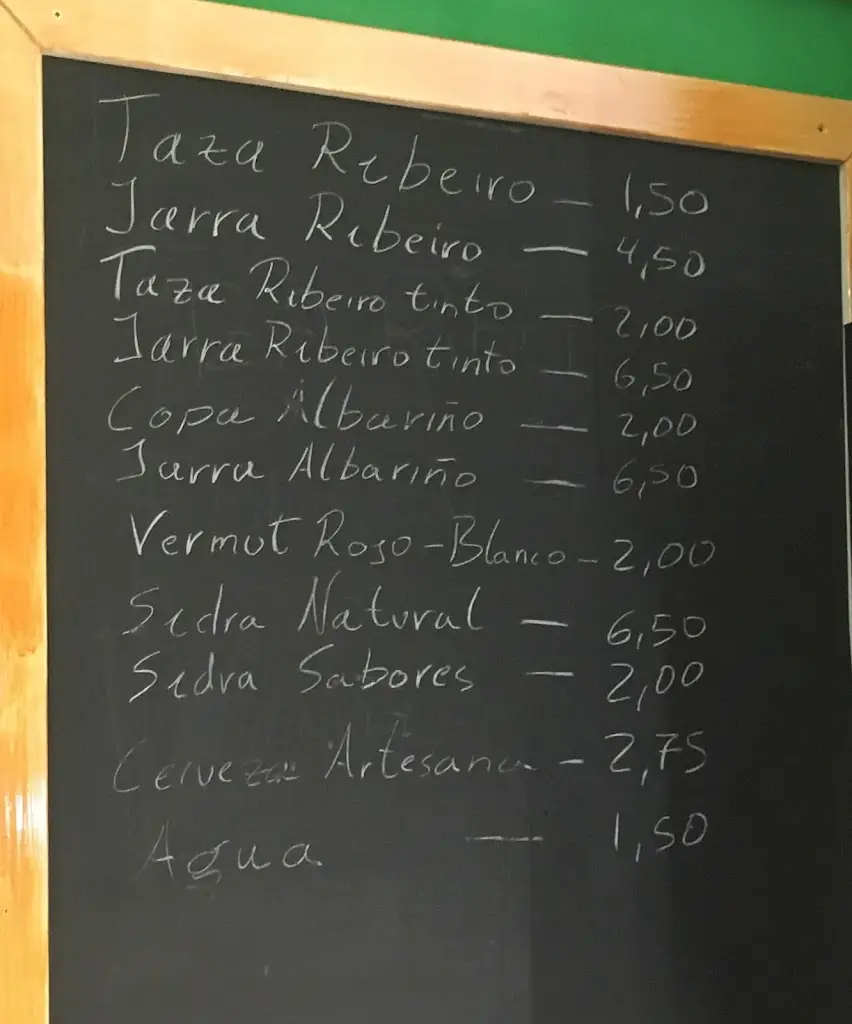 Taza Ribeiro — 1,50
Jarra Ribeiro — 4,50
Taza Ribeiro tinto — 2,00
Jarra Ribeiro tinto — 6,50
Copa Albariño — 2,00
Jarra Albariño — 6,50
Vermut Rojo-Blanco - 2,00
Sidra Natural — 6,50
Sidra Sabores — 2,00
Cerveza Artesana - 2,75
Agua — 1,50